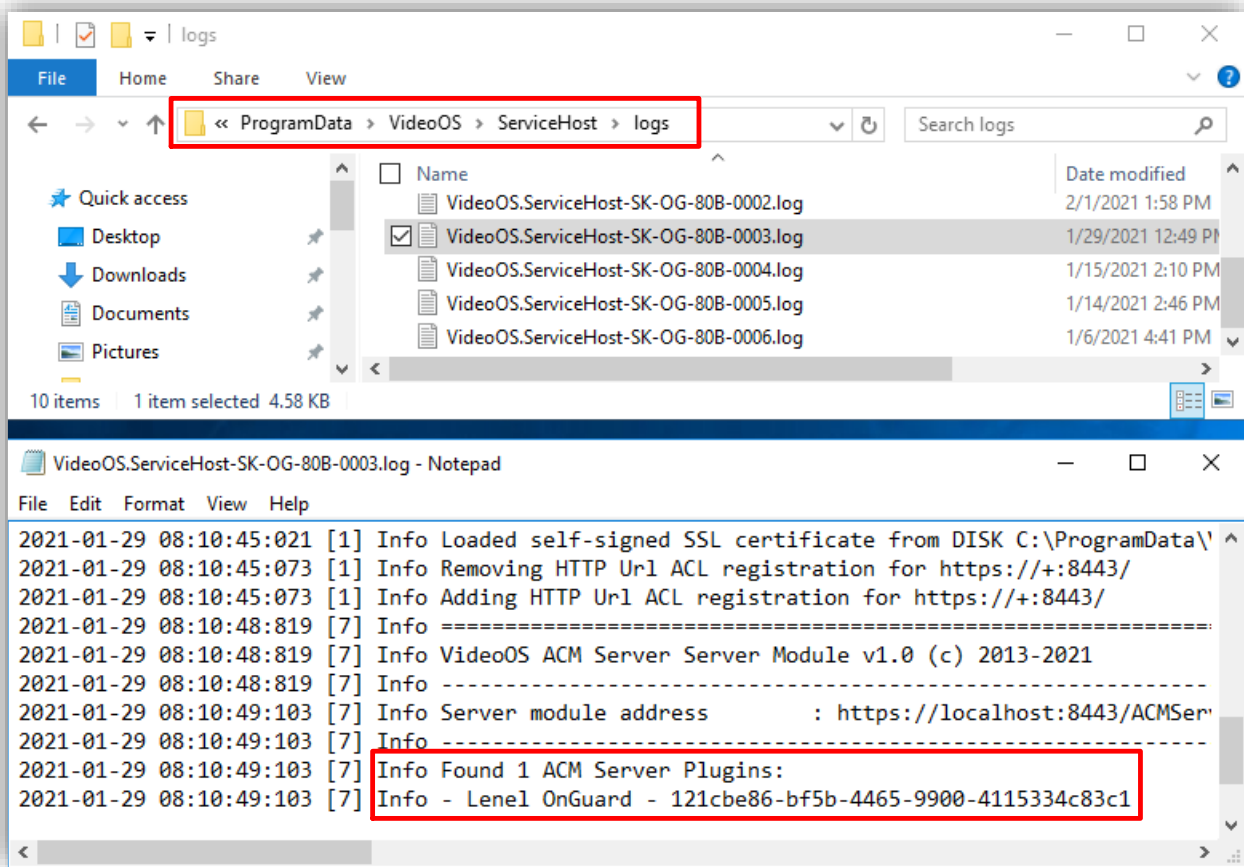 logs
File Home Share View
« ProgramData > VideoOS > ServiceHost > logs
Search logs
Name Date modified
Quick access
Desktop
Downloads
Documents
Pictures
VideoOS.ServiceHost-SK-OG-80B-0002.log 2/1/2021 1:58 PM
VideoOS.ServiceHost-SK-OG-80B-0003.log 1/29/2021 12:49 PM
VideoOS.ServiceHost-SK-OG-80B-0004.log 1/15/2021 2:10 PM
VideoOS.ServiceHost-SK-OG-80B-0005.log 1/14/2021 2:46 PM
VideoOS.ServiceHost-SK-OG-80B-0006.log 1/6/2021 4:41 PM
10 items 1 item selected 4.58 KB
VideoOS.ServiceHost-SK-OG-80B-0003.log - Notepad
File Edit Format View Help
2021-01-29 08:10:45:021 [1] Info Loaded self-signed SSL certificate from DISK C:\ProgramData\
2021-01-29 08:10:45:073 [1] Info Removing HTTP Url ACL registration for https://+:8443/
2021-01-29 08:10:45:073 [1] Info Adding HTTP Url ACL registration for https://+:8443/
2021-01-29 08:10:48:819 [7] Info ================================================================
2021-01-29 08:10:48:819 [7] Info VideoOS ACM Server Server Module v1.0 (c) 2013-2021
2021-01-29 08:10:48:819 [7] Info ----------------------------------------------------------------
2021-01-29 08:10:49:103 [7] Info Server module address : https://localhost:8443/ACMSer
2021-01-29 08:10:49:103 [7] Info ----------------------------------------------------------------
2021-01-29 08:10:49:103 [7] Info Found 1 ACM Server Plugins:
2021-01-29 08:10:49:103 [7] Info - Lenel OnGuard - 121cbe86-bf5b-4465-9900-4115334c83c1